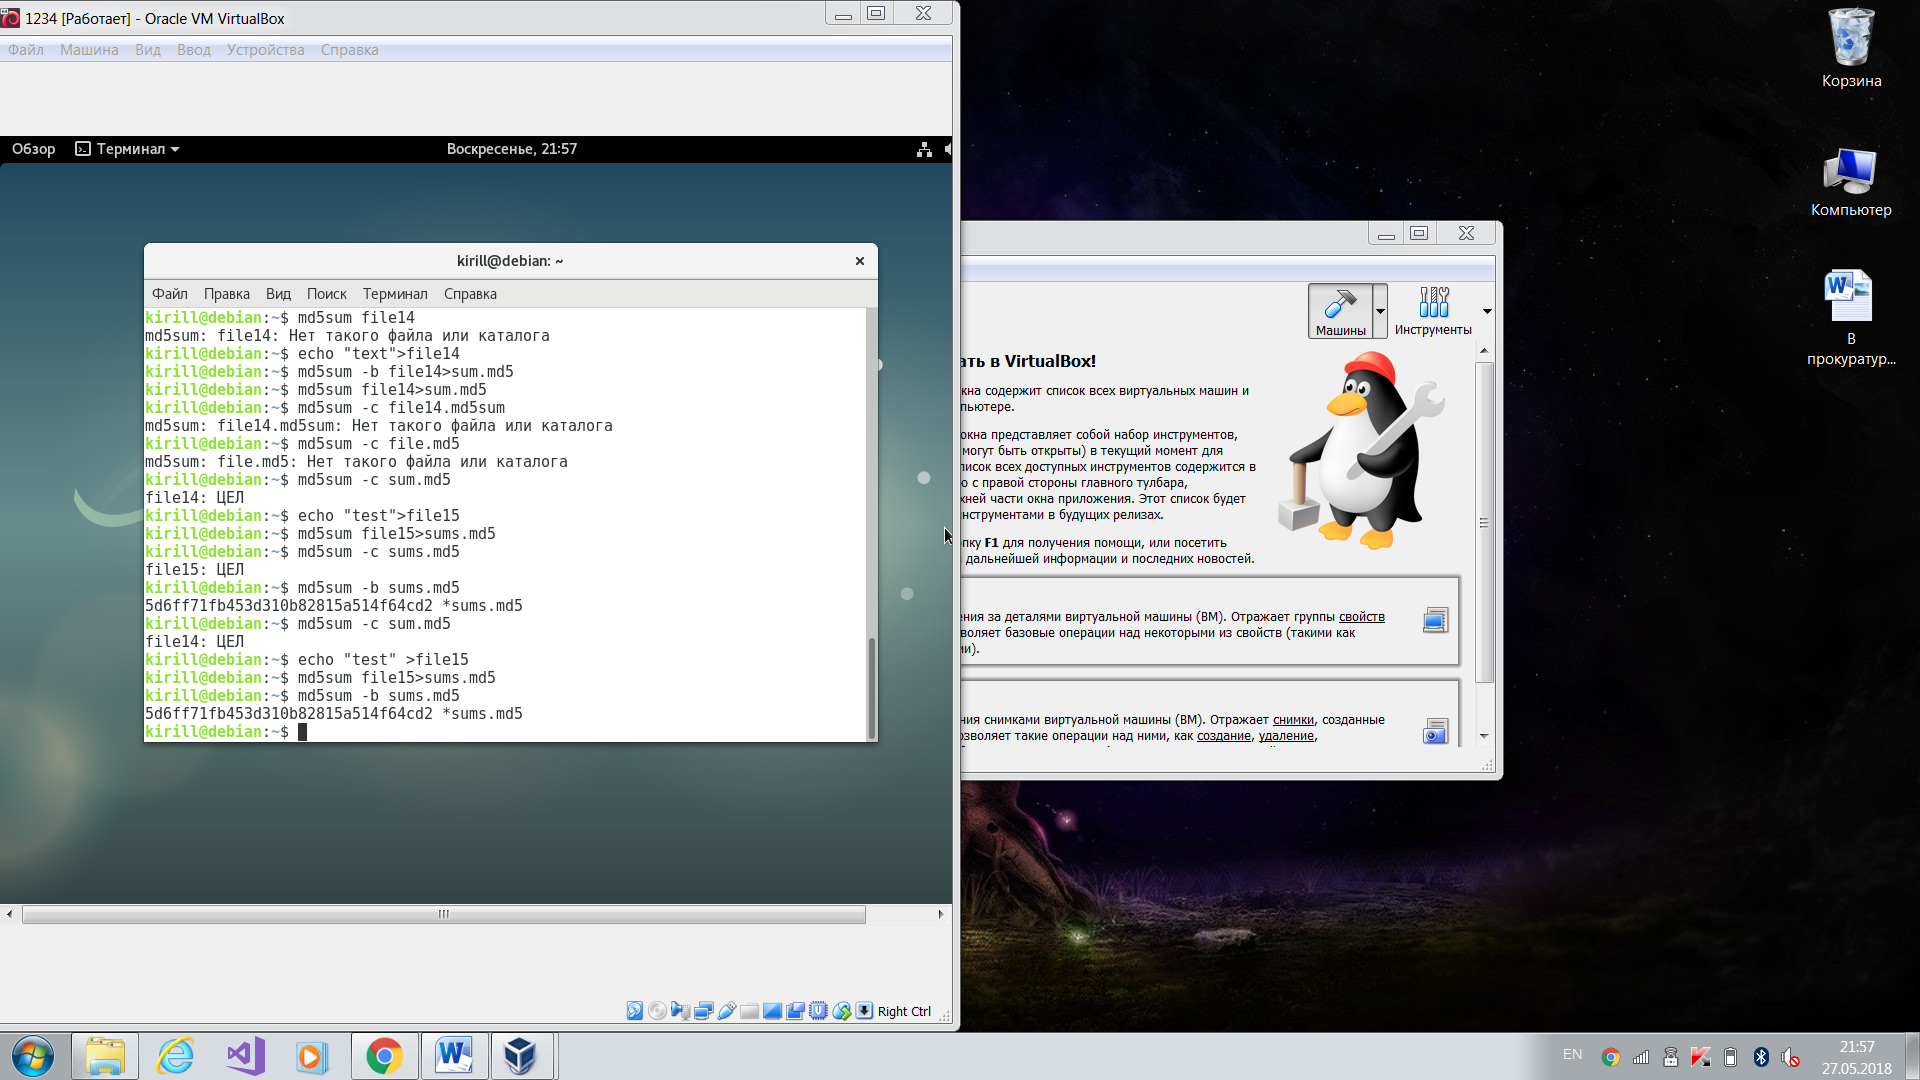 1234 [Работает] - Oracle VM VirtualBox
Файл Машина Вид Ввод Устройства Справка
Обзор Терминал Воскресенье, 21:57
kirill@debian: ~
Файл Правка Вид Поиск Терминал Справка
kirill@debian:~$ md5sum file14
md5sum: file14: Нет такого файла или каталога
kirill@debian:~$ echo "text">file14
kirill@debian:~$ md5sum -b file14>sum.md5
kirill@debian:~$ md5sum file14>sum.md5
kirill@debian:~$ md5sum -c file14.md5sum
md5sum: file14.md5sum: Нет такого файла или каталога
kirill@debian:~$ md5sum -c file.md5
md5sum: file.md5: Нет такого файла или каталога
kirill@debian:~$ md5sum -c sum.md5
file14: ЦЕЛ
kirill@debian:~$ echo "test">file15
kirill@debian:~$ md5sum file15>sums.md5
kirill@debian:~$ md5sum -c sums.md5
file15: ЦЕЛ
kirill@debian:~$ md5sum -b sums.md5
5d6ff71fb453d310b82815a514f64cd2 *sums.md5
kirill@debian:~$ md5sum -c sum.md5
file14: ЦЕЛ
kirill@debian:~$ echo "test" >file15
kirill@debian:~$ md5sum file15>sums.md5
kirill@debian:~$ md5sum -b sums.md5
5d6ff71fb453d310b82815a514f64cd2 *sums.md5
kirill@debian:~$
Right Ctrl
Машины Инструменты
ать в VirtualBox!
кна содержит список всех виртуальных машин и
пьютере.
окна представляет собой набор инструментов,
могут быть открыты) в текущий момент для
писок всех доступных инструментов содержится в
ю с правой стороны главного тулбара,
хней части окна приложения. Этот список будет
нструментами в будущих релизах.
пку F1 для получения помощи, или посетить
дальнейшей информации и последних новостей.
ения за деталями виртуальной машины (ВМ). Отражает группы свойств
зволяет базовые операции над некоторыми из свойств (такими как
ии).
ния снимками виртуальной машины (ВМ). Отражает снимки, созданные
озволяет такие операции над ними, как создание, удаление,
Корзина
Компьютер
В
прокуратур...
EN
21:57
27.05.2018